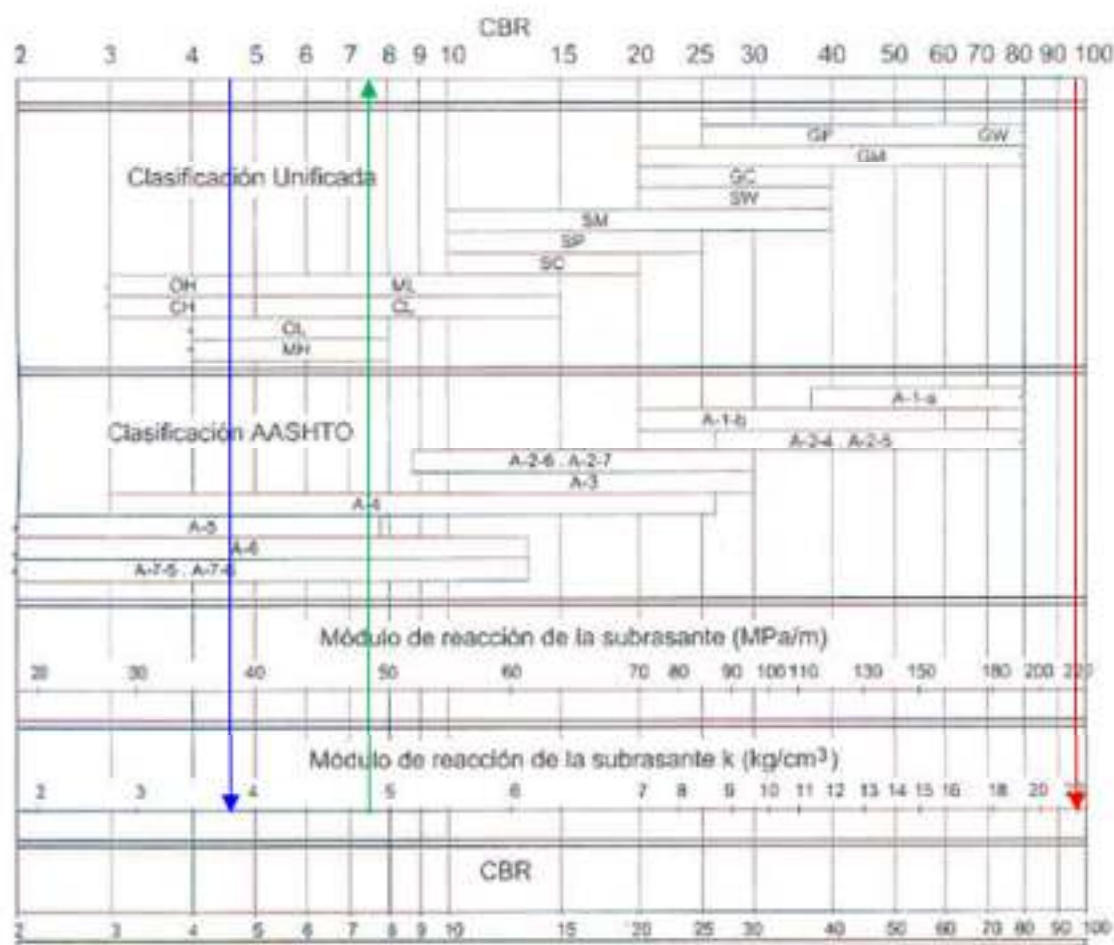 CBR
2 3 4 5 6 7 8 9 10 15 20 25 30 40 50 60 70 80 90 100
GP GW
GM
Clasificación Unificada
GC
SW
SM
SP
SC
OH ML
CH CL
OL
MH
A-1-a
Clasificación AASHTO
A-1-b
A-2-4 . A-2-5
A-2-6 . A-2-7
A-3
A-4
A-5
A-6
A-7-5 . A-7-6
Módulo de reacción de la subrasante (MPa/m)
20 30 40 50 60 70 80 90 100 110 130 150 180 200 220
Módulo de reacción de la subrasante k (kg/cm³)
2 3 4 5 6 7 8 9 10 11 12 13 14 15 16 18 20
CBR
2 3 4 5 6 7 8 9 10 15 20 25 30 40 50 60 70 80 90 100